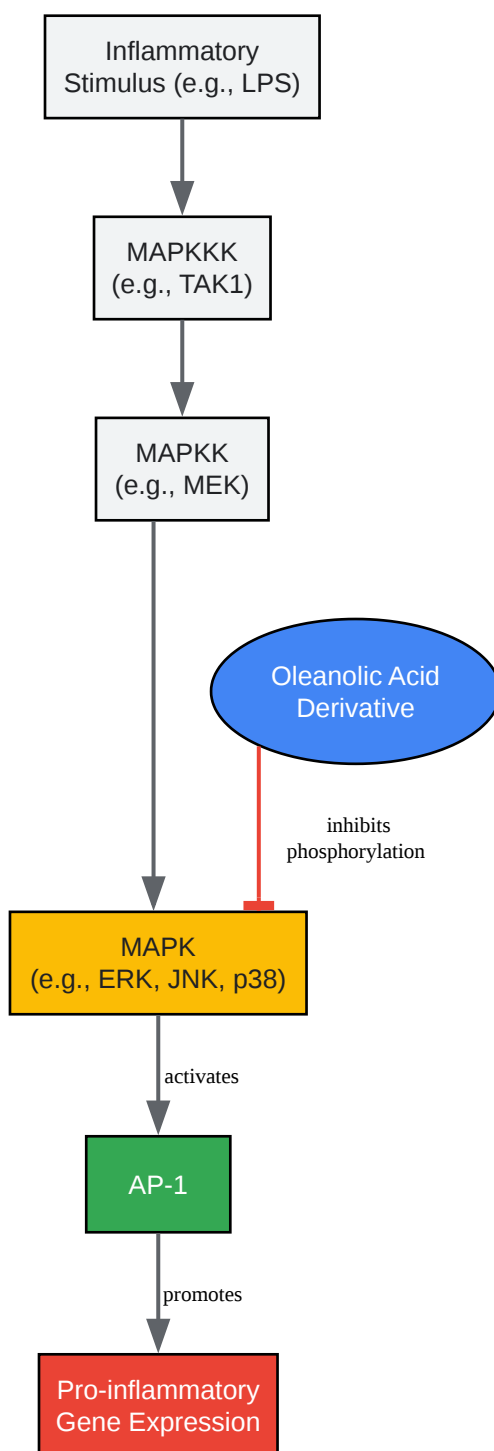 Inflammatory
Stimulus (e.g., LPS)
MAPKKK
(e.g., TAK1)
MAPKK
(e.g., MEK)
Oleanolic Acid
Derivative
inhibits
phosphorylation
MAPK
(e.g., ERK, JNK, p38)
activates
AP-1
promotes
Pro-inflammatory
Gene Expression